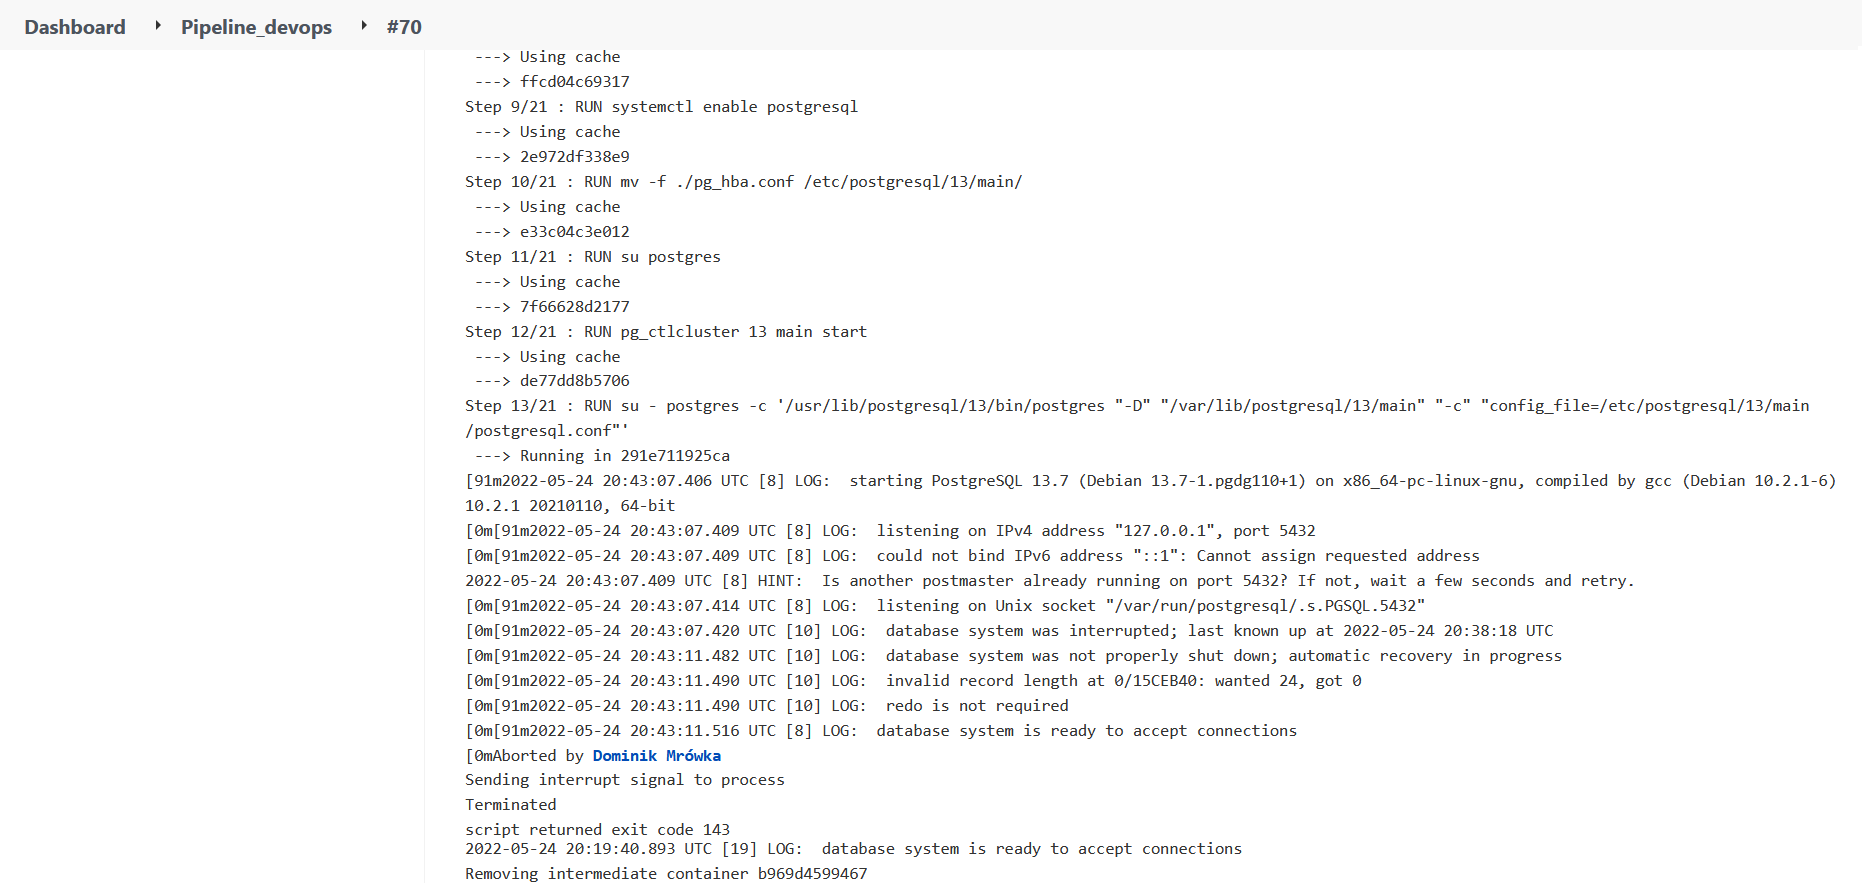 Dashboard Pipeline_devops #70
---> Using cache
---> ffcd04c69317
Step 9/21 : RUN systemctl enable postgresql
---> Using cache
---> 2e972df338e9
Step 10/21 : RUN mv -f ./pg_hba.conf /etc/postgresql/13/main/
---> Using cache
---> e33c04c3e012
Step 11/21 : RUN su postgres
---> Using cache
---> 7f66628d2177
Step 12/21 : RUN pg_ctlcluster 13 main start
---> Using cache
---> de77dd8b5706
Step 13/21 : RUN su - postgres -c '/usr/lib/postgresql/13/bin/postgres "-D" "/var/lib/postgresql/13/main" "-c" "config_file=/etc/postgresql/13/main
/postgresql.conf"'
---> Running in 291e711925ca
[91m2022-05-24 20:43:07.406 UTC [8] LOG:  starting PostgreSQL 13.7 (Debian 13.7-1.pgdg110+1) on x86_64-pc-linux-gnu, compiled by gcc (Debian 10.2.1-6)
10.2.1 20210110, 64-bit
[0m[91m2022-05-24 20:43:07.409 UTC [8] LOG:  listening on IPv4 address "127.0.0.1", port 5432
[0m[91m2022-05-24 20:43:07.409 UTC [8] LOG:  could not bind IPv6 address "::1": Cannot assign requested address
2022-05-24 20:43:07.409 UTC [8] HINT:  Is another postmaster already running on port 5432? If not, wait a few seconds and retry.
[0m[91m2022-05-24 20:43:07.414 UTC [8] LOG:  listening on Unix socket "/var/run/postgresql/.s.PGSQL.5432"
[0m[91m2022-05-24 20:43:07.420 UTC [10] LOG:  database system was interrupted; last known up at 2022-05-24 20:38:18 UTC
[0m[91m2022-05-24 20:43:11.482 UTC [10] LOG:  database system was not properly shut down; automatic recovery in progress
[0m[91m2022-05-24 20:43:11.490 UTC [10] LOG:  invalid record length at 0/15CEB40: wanted 24, got 0
[0m[91m2022-05-24 20:43:11.490 UTC [10] LOG:  redo is not required
[0m[91m2022-05-24 20:43:11.516 UTC [8] LOG:  database system is ready to accept connections
[0mAborted by Dominik Mrówka
Sending interrupt signal to process
Terminated
script returned exit code 143
2022-05-24 20:19:40.893 UTC [19] LOG:  database system is ready to accept connections
Removing intermediate container b969d4599467